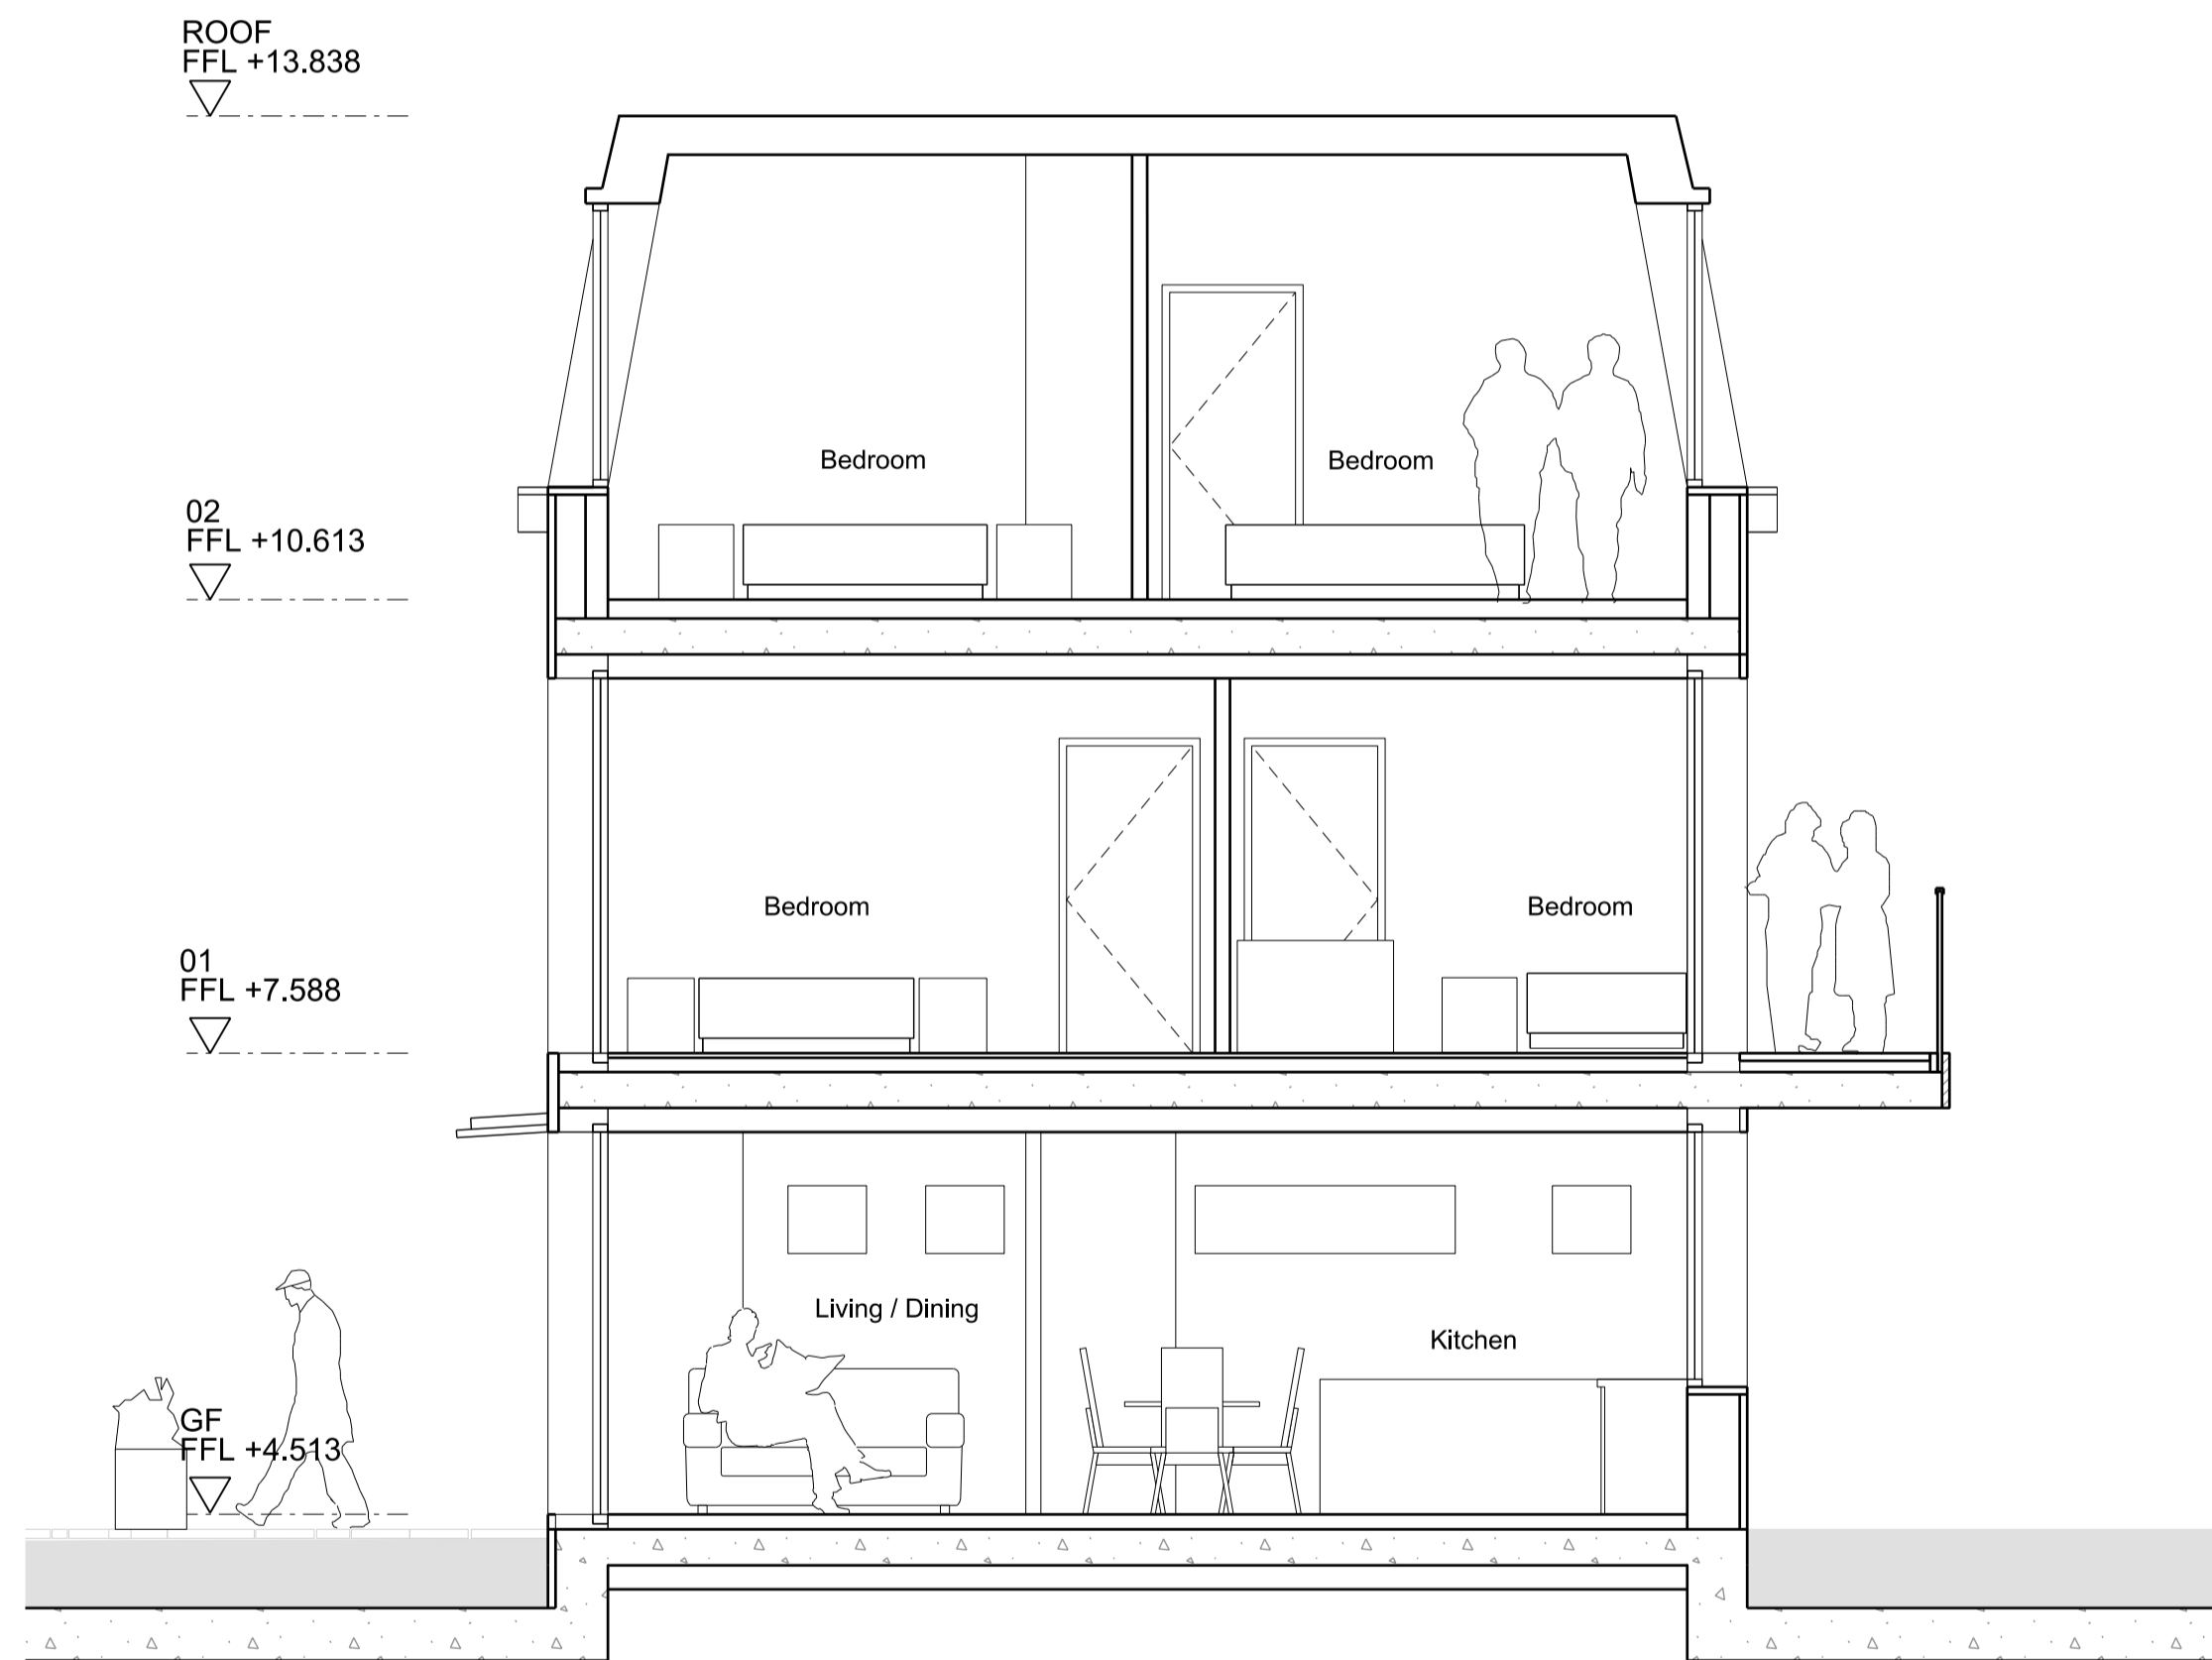 ROOF
FFL +13.838
Bedroom
Bedroom
02
FFL +10.613
Bedroom
Bedroom
01
FFL +7.588
Living / Dining
Kitchen
GF
FFL +4.513